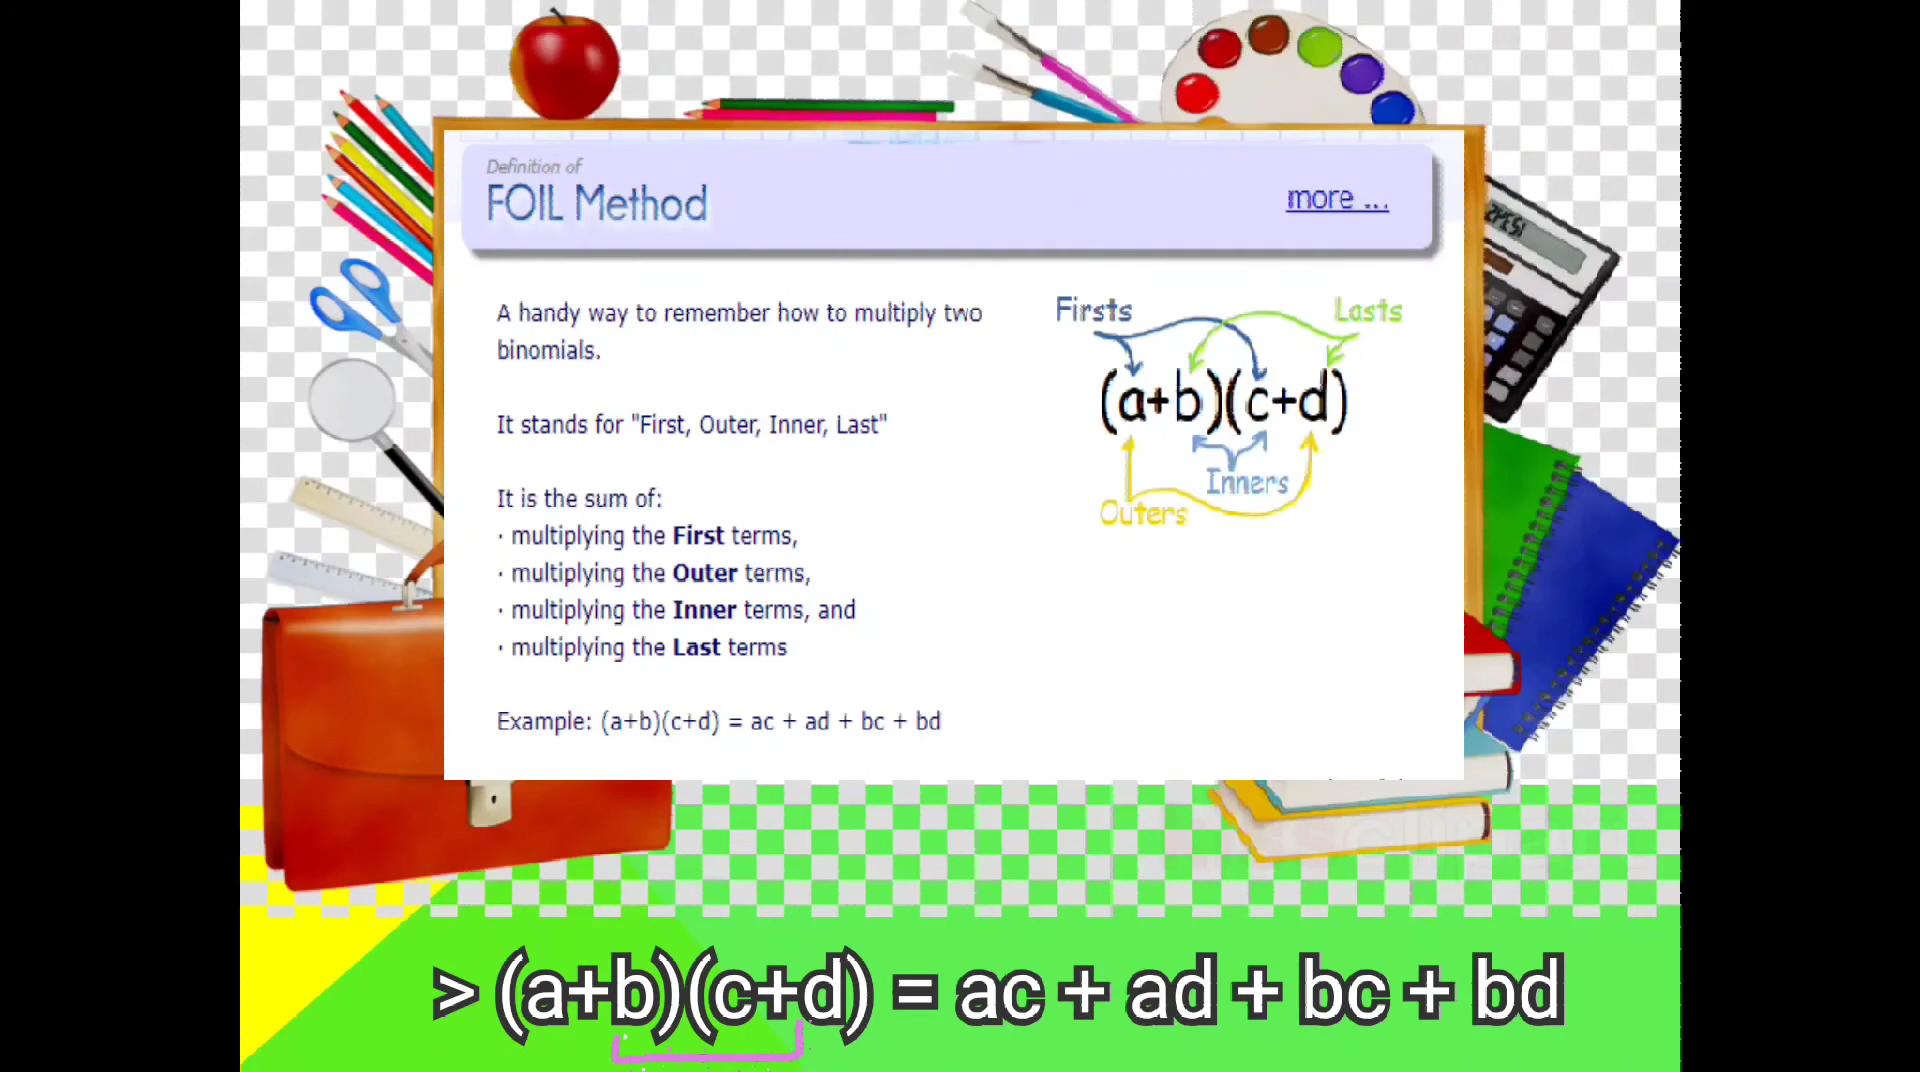 Definition of
FOIL Method
more ...
A handy way to remember how to multiply two
binomials.
It stands for "First, Outer, Inner, Last"
It is the sum of:
· multiplying the First terms,
· multiplying the Outer terms,
· multiplying the Inner terms, and
· multiplying the Last terms
Example: (a+b)(c+d) = ac + ad + bc + bd
Firsts
Lasts
(a+b)(c+d)
Inners
Outers
> (a+b)(c+d) = ac + ad + bc + bd